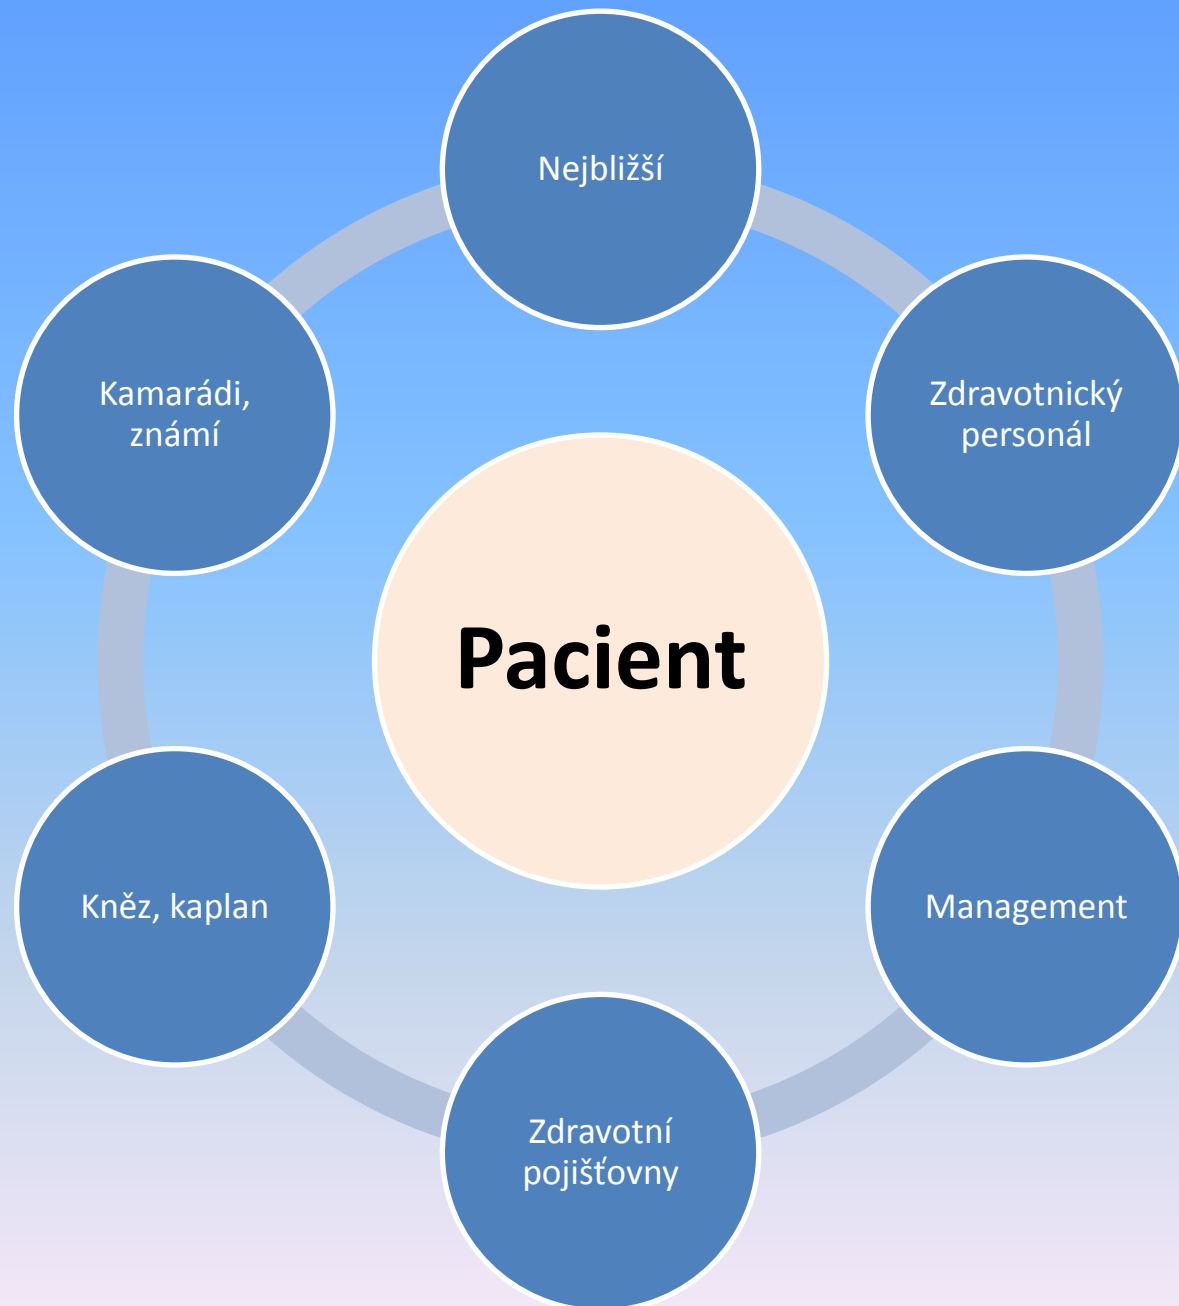 Nejbližší
Kamarádi,
známí
Zdravotnický
personál
Pacient
Kněz, kaplan
Management
Zdravotní
pojišťovny